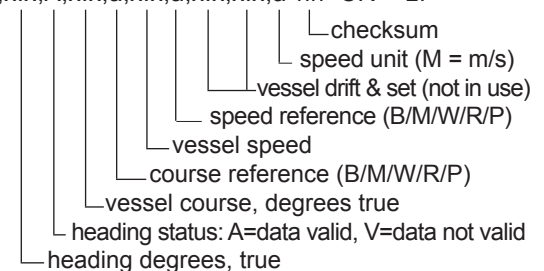 checksum
speed unit (M = m/s)
vessel drift & set (not in use)
speed reference (B/M/W/R/P)
vessel speed
course reference (B/M/W/R/P)
vessel course, degrees true
heading status: A=data valid, V=data not valid
heading degrees, true